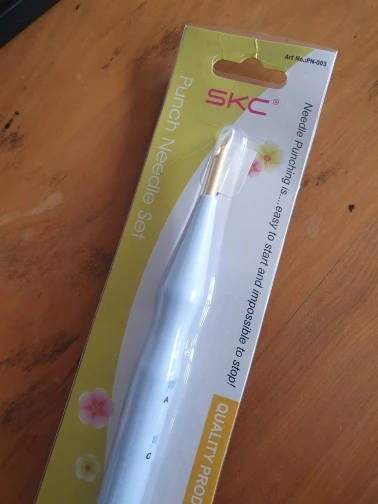 Art No.:PN-003
SKC®
Needle Punching is...easy to start and impossible to stop!
Punch Needle Set
A
C
QUALITY PROD